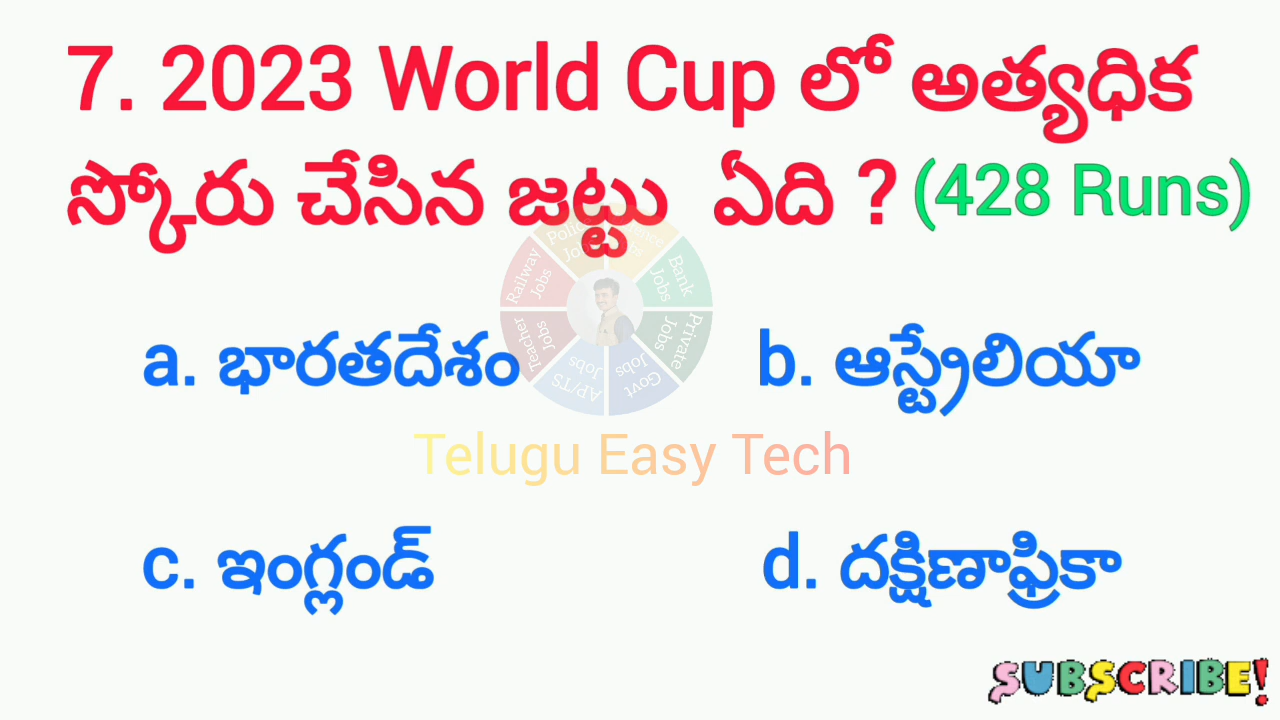 7. 2023 World Cup లో అత్యధిక
స్కోరు చేసిన జట్టు ఏది ? (428 Runs)
Railway Jobs
Police Jobs
Bank Jobs
Private Jobs
Govt Jobs
AP/TS Jobs
Teacher Jobs
a. భారతదేశం
b. ఆస్ట్రేలియా
Telugu Easy Tech
c. ఇంగ్లండ్
d. దక్షిణాఫ్రికా
SUBSCRIBE!